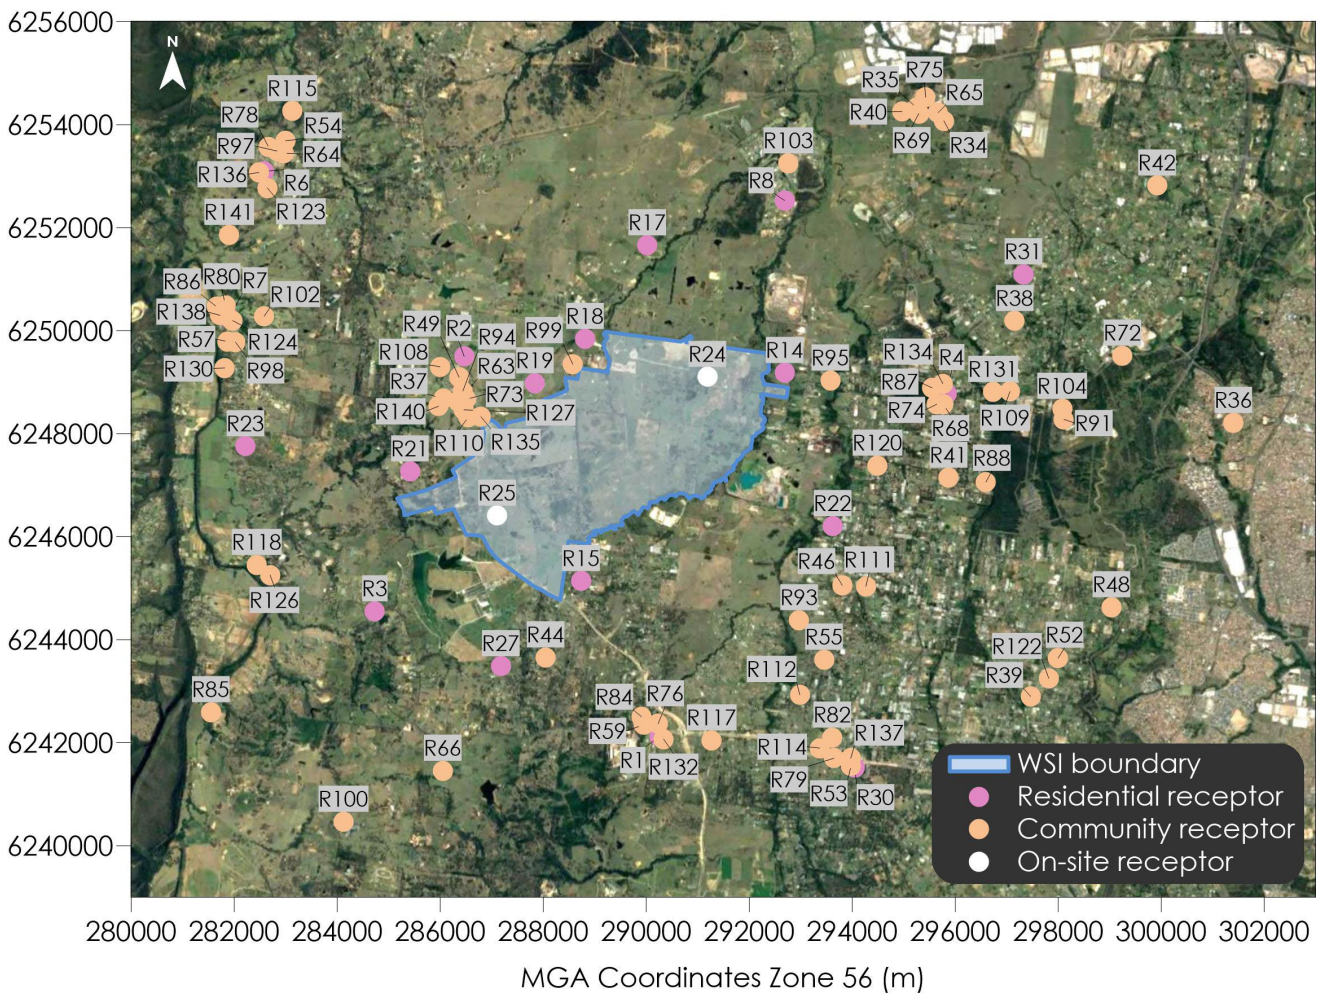 6256000
N
R115
R75
R35
R65
R78
R54
R40
6254000
R97
R64
R69
R34
R103
R42
R136
R6
R8
R123
R141
R17
6252000
R31
R86
R80
R7
R102
R38
R138
R49
R2
R94
R99
R18
R72
6250000
R57
R124
R108
R63
R19
R24
R14
R95
R134
R4
R131
R130
R98
R37
R73
R87
R104
R36
R140
R127
R74
R109
R91
R23
R110
R135
R68
6248000
R21
R120
R41
R88
R25
R22
6246000
R118
R15
R46
R111
R126
R3
R93
R48
6244000
R27
R44
R55
R122
R52
R112
R39
R85
R84
R76
R59
R117
R82
R137
6242000
R1
R132
R114
R66
R79
R53
R30
R100
6240000
WSI boundary
Residential receptor
Community receptor
On-site receptor
280000 282000 284000 286000 288000 290000 292000 294000 296000 298000 300000 302000
MGA Coordinates Zone 56 (m)